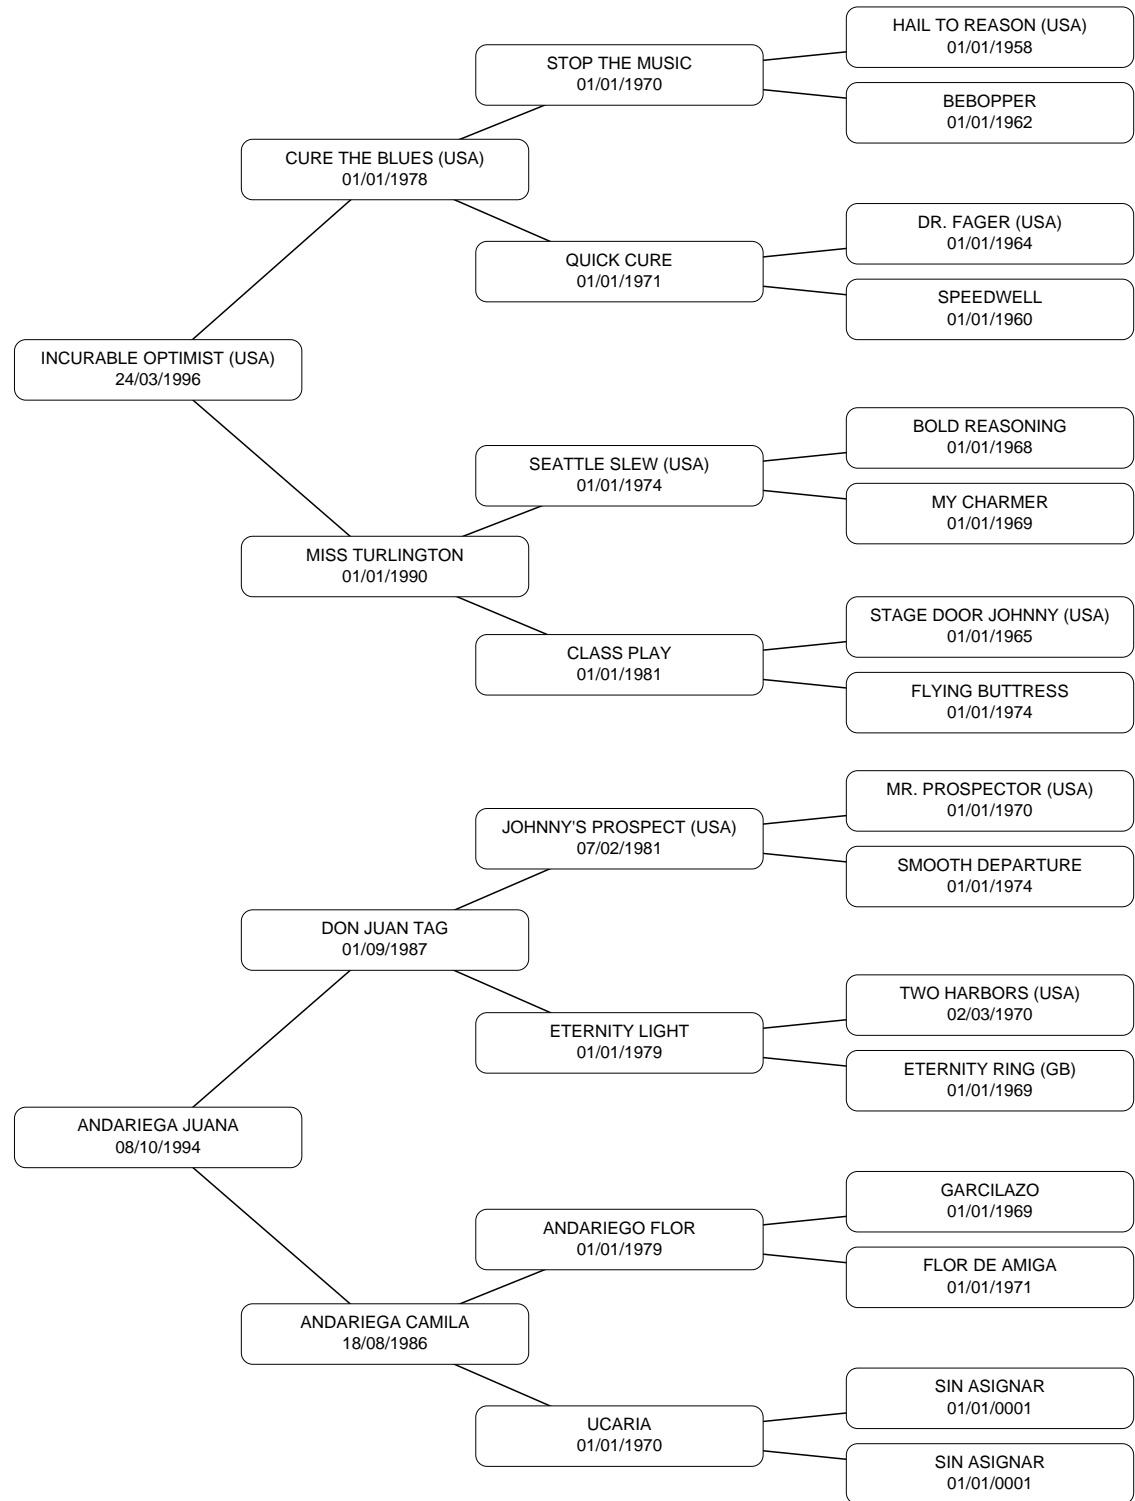 HAIL TO REASON (USA)
01/01/1958
STOP THE MUSIC
01/01/1970
BEBOPPER
01/01/1962
CURE THE BLUES (USA)
01/01/1978
DR. FAGER (USA)
01/01/1964
QUICK CURE
01/01/1971
SPEEDWELL
01/01/1960
INCURABLE OPTIMIST (USA)
24/03/1996
BOLD REASONING
01/01/1968
SEATTLE SLEW (USA)
01/01/1974
MY CHARMER
01/01/1969
MISS TURLINGTON
01/01/1990
STAGE DOOR JOHNNY (USA)
01/01/1965
CLASS PLAY
01/01/1981
FLYING BUTTRESS
01/01/1974
MR. PROSPECTOR (USA)
01/01/1970
JOHNNY'S PROSPECT (USA)
07/02/1981
SMOOTH DEPARTURE
01/01/1974
DON JUAN TAG
01/09/1987
TWO HARBORS (USA)
02/03/1970
ETERNITY LIGHT
01/01/1979
ETERNITY RING (GB)
01/01/1969
ANDARIEGA JUANA
08/10/1994
GARCILAZO
01/01/1969
ANDARIEGO FLOR
01/01/1979
FLOR DE AMIGA
01/01/1971
ANDARIEGA CAMILA
18/08/1986
SIN ASIGNAR
01/01/0001
UCARIA
01/01/1970
SIN ASIGNAR
01/01/0001